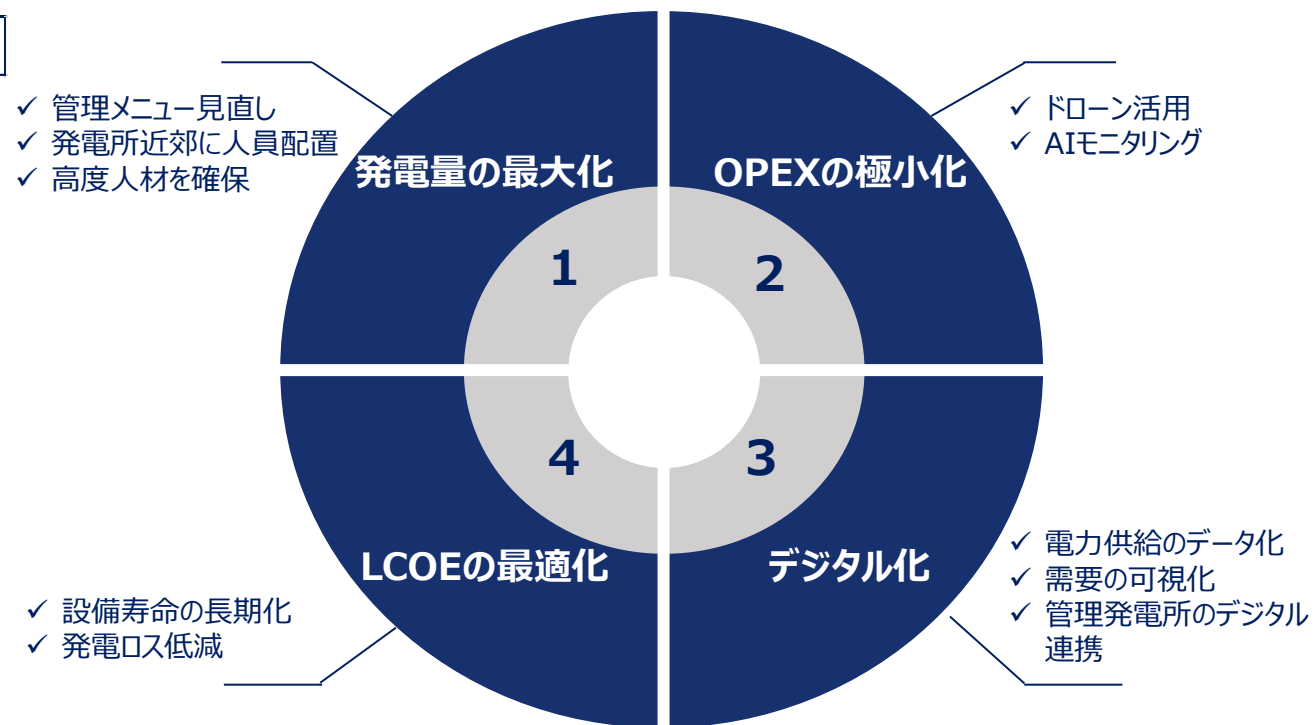 ✓ 管理メニュー見直し
✓ 発電所近郊に人員配置
✓ 高度人材を確保
発電量の最大化
1
OPEXの極小化
2
✓ ドローン活用
✓ AIモニタリング
4
LCOEの最適化
✓ 設備寿命の長期化
✓ 発電ロス低減
3
デジタル化
✓ 電力供給のデータ化
✓ 需要の可視化
✓ 管理発電所のデジタル
連携